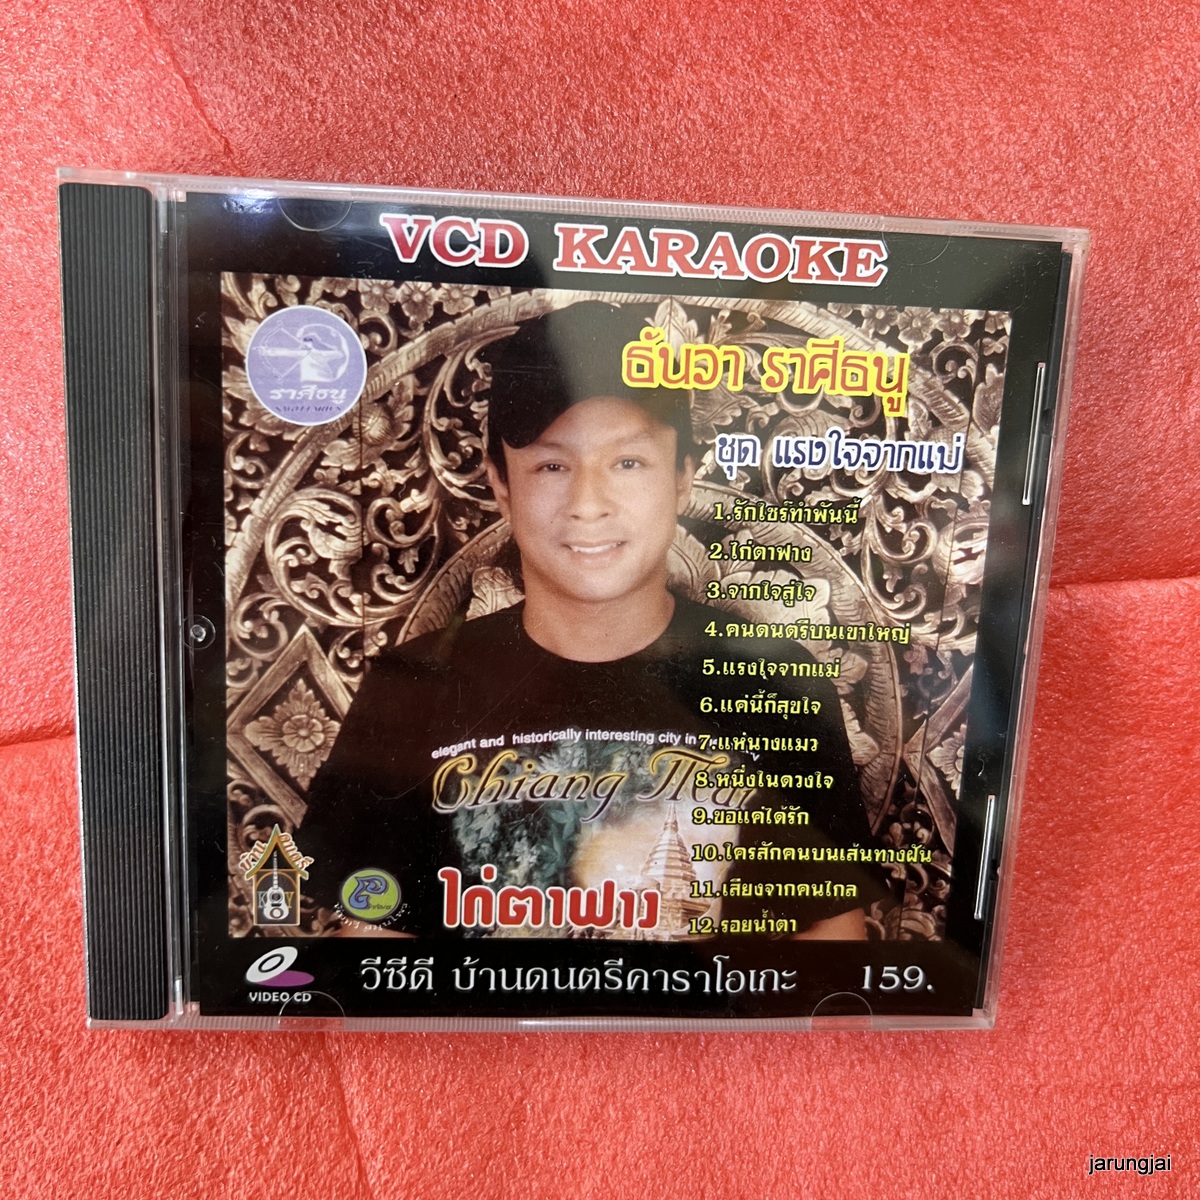 VCD KARAOKE
ราศีธนู
ธันวา ราศีธนู
ชุด แรงใจจากแม่
1.รักไซร้ทำพันนี้
2.ไก่ตาฟาง
3.จากใจสู่ใจ
4.คนดนตรีบนเขาใหญ่
5.แรงใจจากแม่
6.แค่นี้ก็สุขใจ
7.แห่นางแมว
8.หนึ่งในดวงใจ
9.ขอแค่ได้รัก
10.ใครสักคนบนเส้นทางฝัน
11.เสียงจากคนไกล
12.รอยน้ำตา
elegant and historically interesting city in
Chiang Mai
บ้านดนตรี
ไก่ตาฟาง
VIDEO CD
วีซีดี บ้านดนตรีคาราโอเกะ 159.
jarungjai